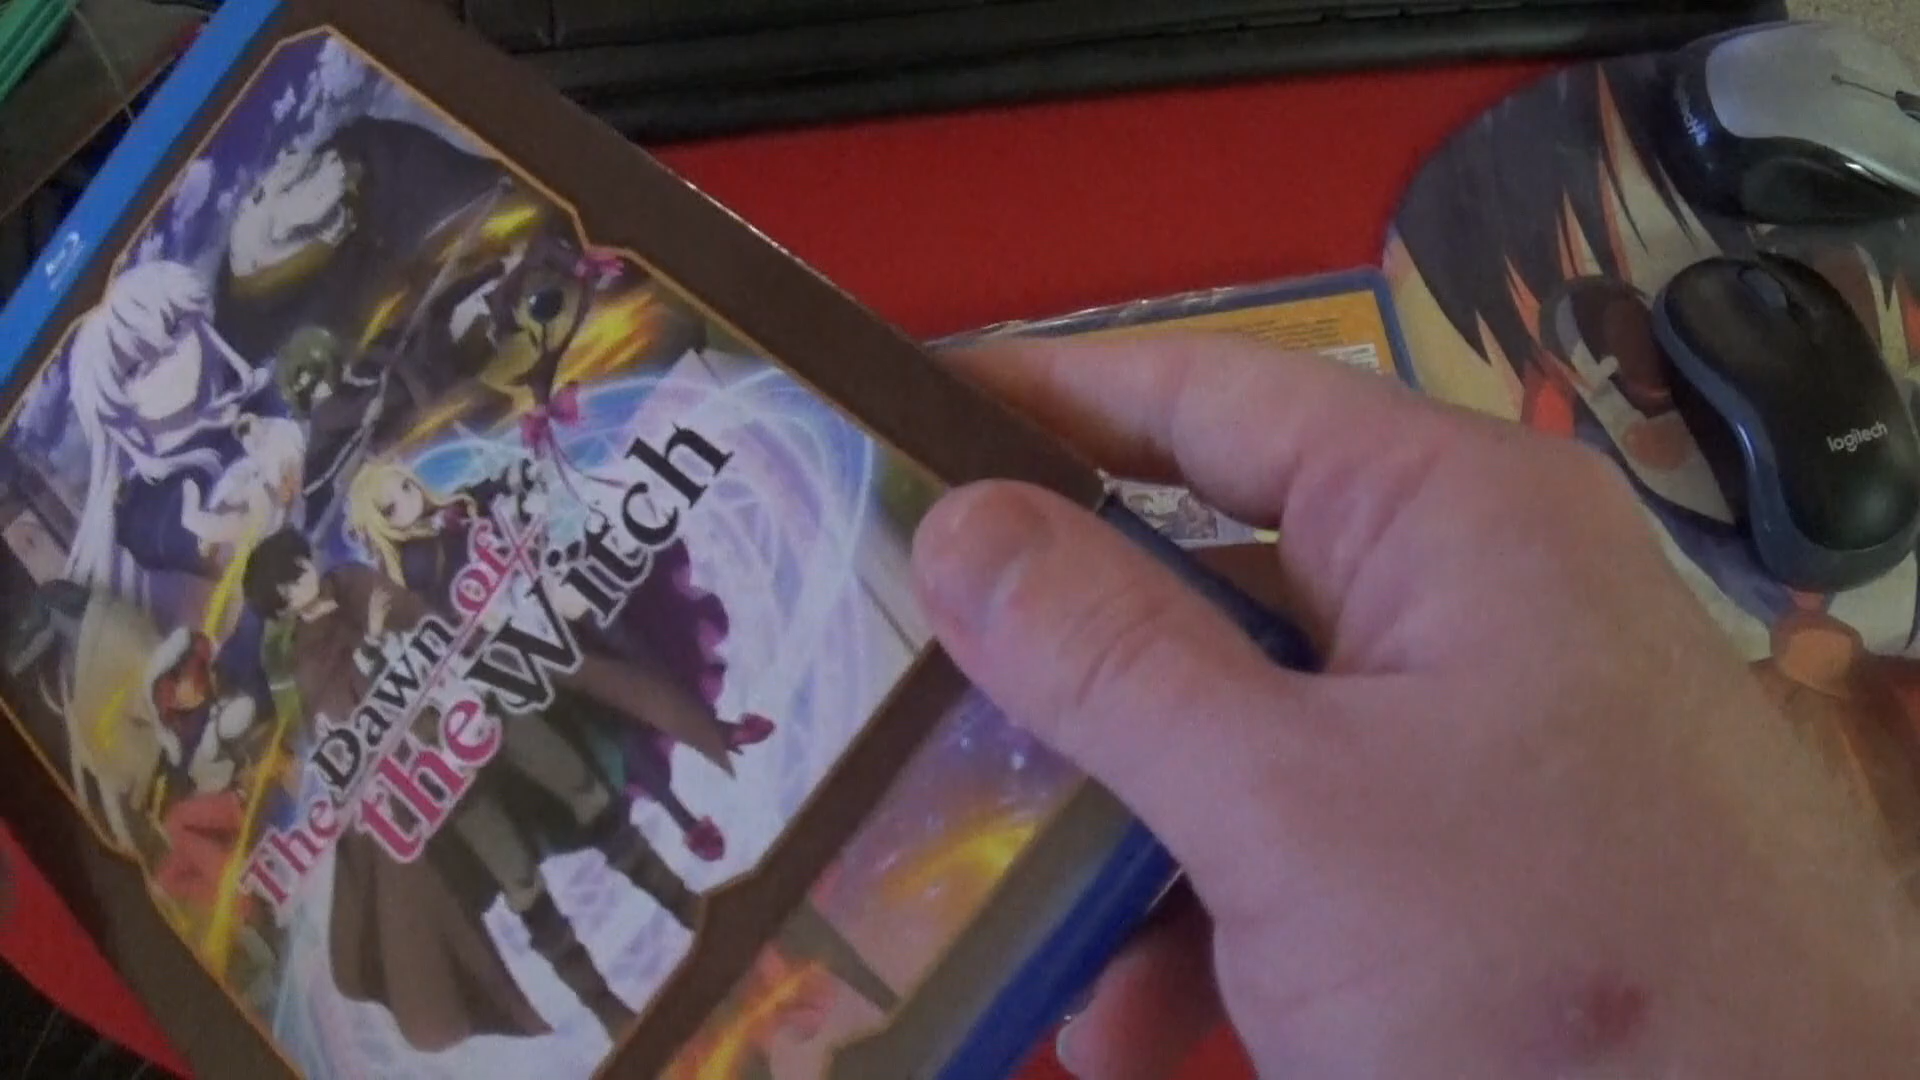 The Dawn of
the Witch
logitech